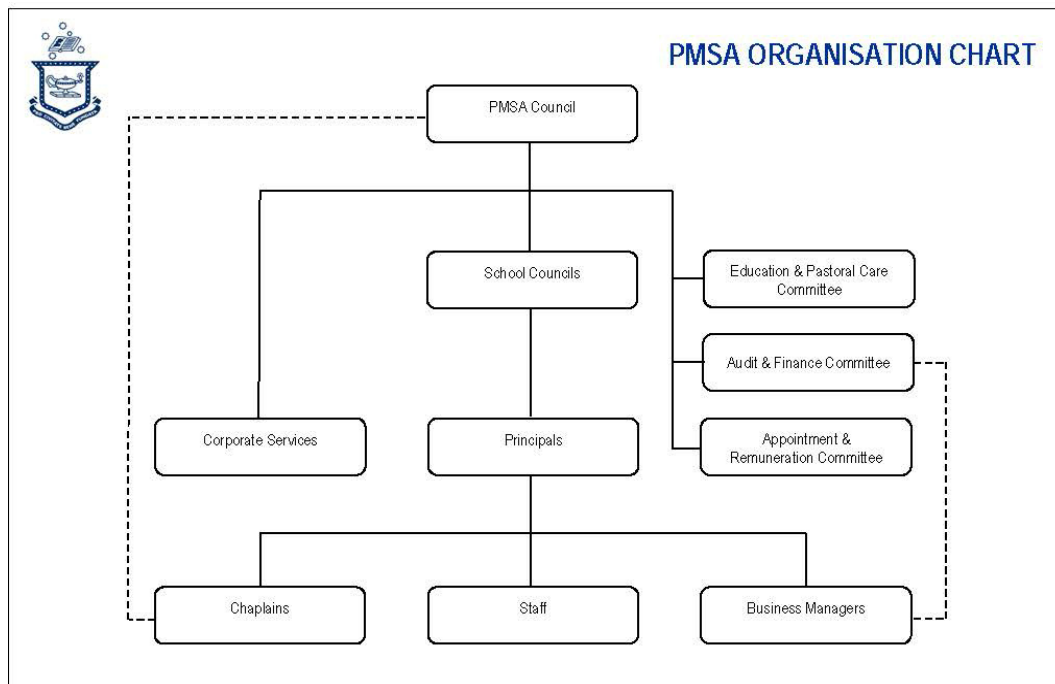 PMSA ORGANISATION CHART
PMSA Council
School Councils
Education & Pastoral Care
Committee
Audit & Finance Committee
Corporate Services
Principals
Appointment &
Remuneration Committee
Chaplains
Staff
Business Managers